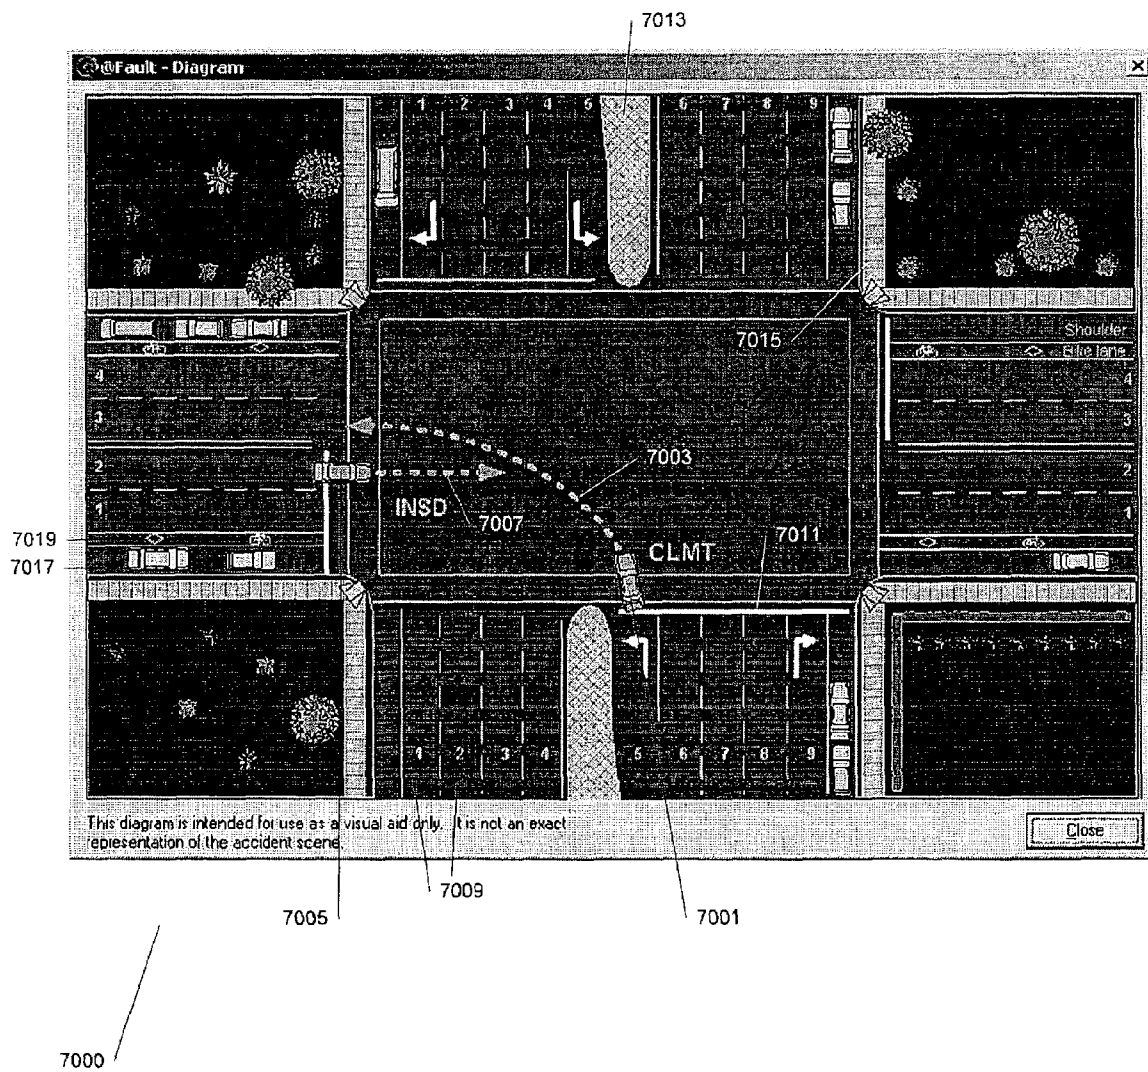 7013
@Fault - Diagram
1 2 3 4 5 6 7 8 9
7015
Shoulder
Bike lane
4 4
3 3
7003
2 2
INSD 7007
1 1
CLMT 7011
7019
7017
1 2 3 4 5 6 7 8 9
This diagram is intended for use as a visual aid only. It is not an exact
representation of the accident scene.
Close
7009
7005 7001
7000